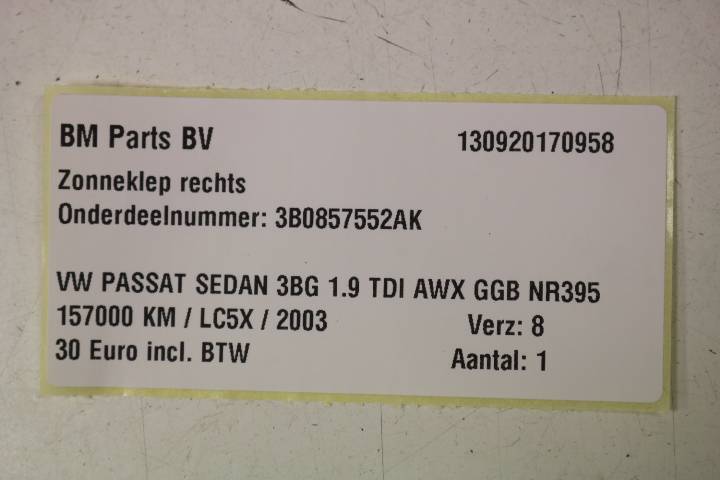 BM Parts BV 130920170958
Zonneklep rechts
Onderdeelnummer: 3B0857552AK
VW PASSAT SEDAN 3BG 1.9 TDI AWX GGB NR395
157000 KM / LC5X / 2003 Verz: 8
30 Euro incl. BTW Aantal: 1